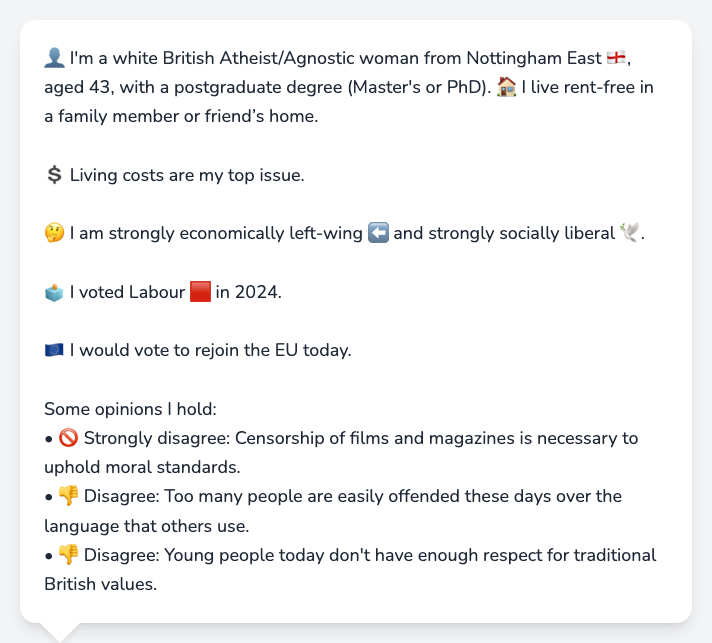 👤 I'm a white British Atheist/Agnostic woman from Nottingham East 🏴󠁧󠁢󠁥󠁮󠁧󠁿,
aged 43, with a postgraduate degree (Master's or PhD). 🏠 I live rent-free in
a family member or friend’s home.
💲 Living costs are my top issue.
🤔 I am strongly economically left-wing ⬅️ and strongly socially liberal 🕊️.
🗳️ I voted Labour 🟥 in 2024.
🇪🇺 I would vote to rejoin the EU today.
Some opinions I hold:
• 🚫 Strongly disagree: Censorship of films and magazines is necessary to
uphold moral standards.
• 👎 Disagree: Too many people are easily offended these days over the
language that others use.
• 👎 Disagree: Young people today don't have enough respect for traditional
British values.